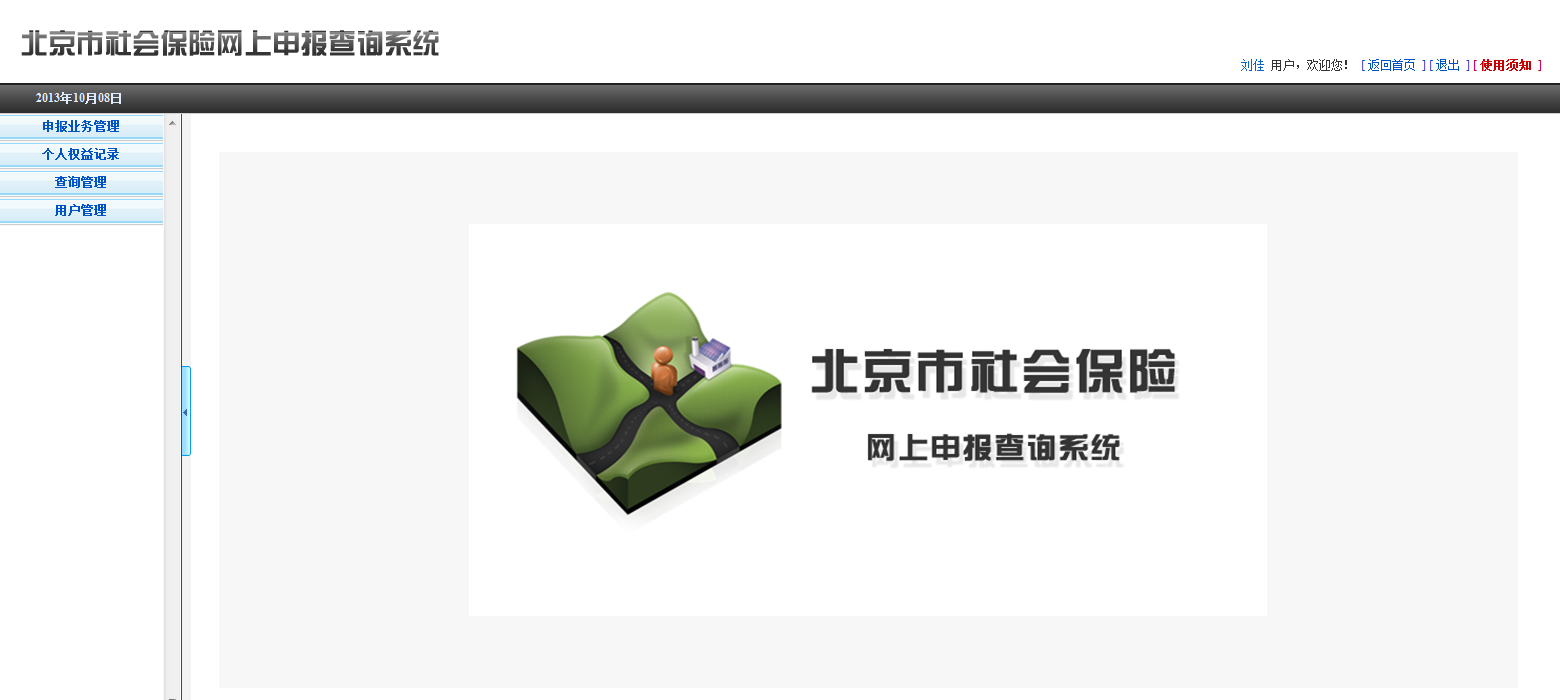 北京市社会保险网上申报查询系统
刘佳 用户，欢迎您! [返回首页 ] [退出 ] [使用须知 ]
2013年10月08日
申报业务管理
个人权益记录
查询管理
用户管理
北京市社会保险
网上申报查询系统